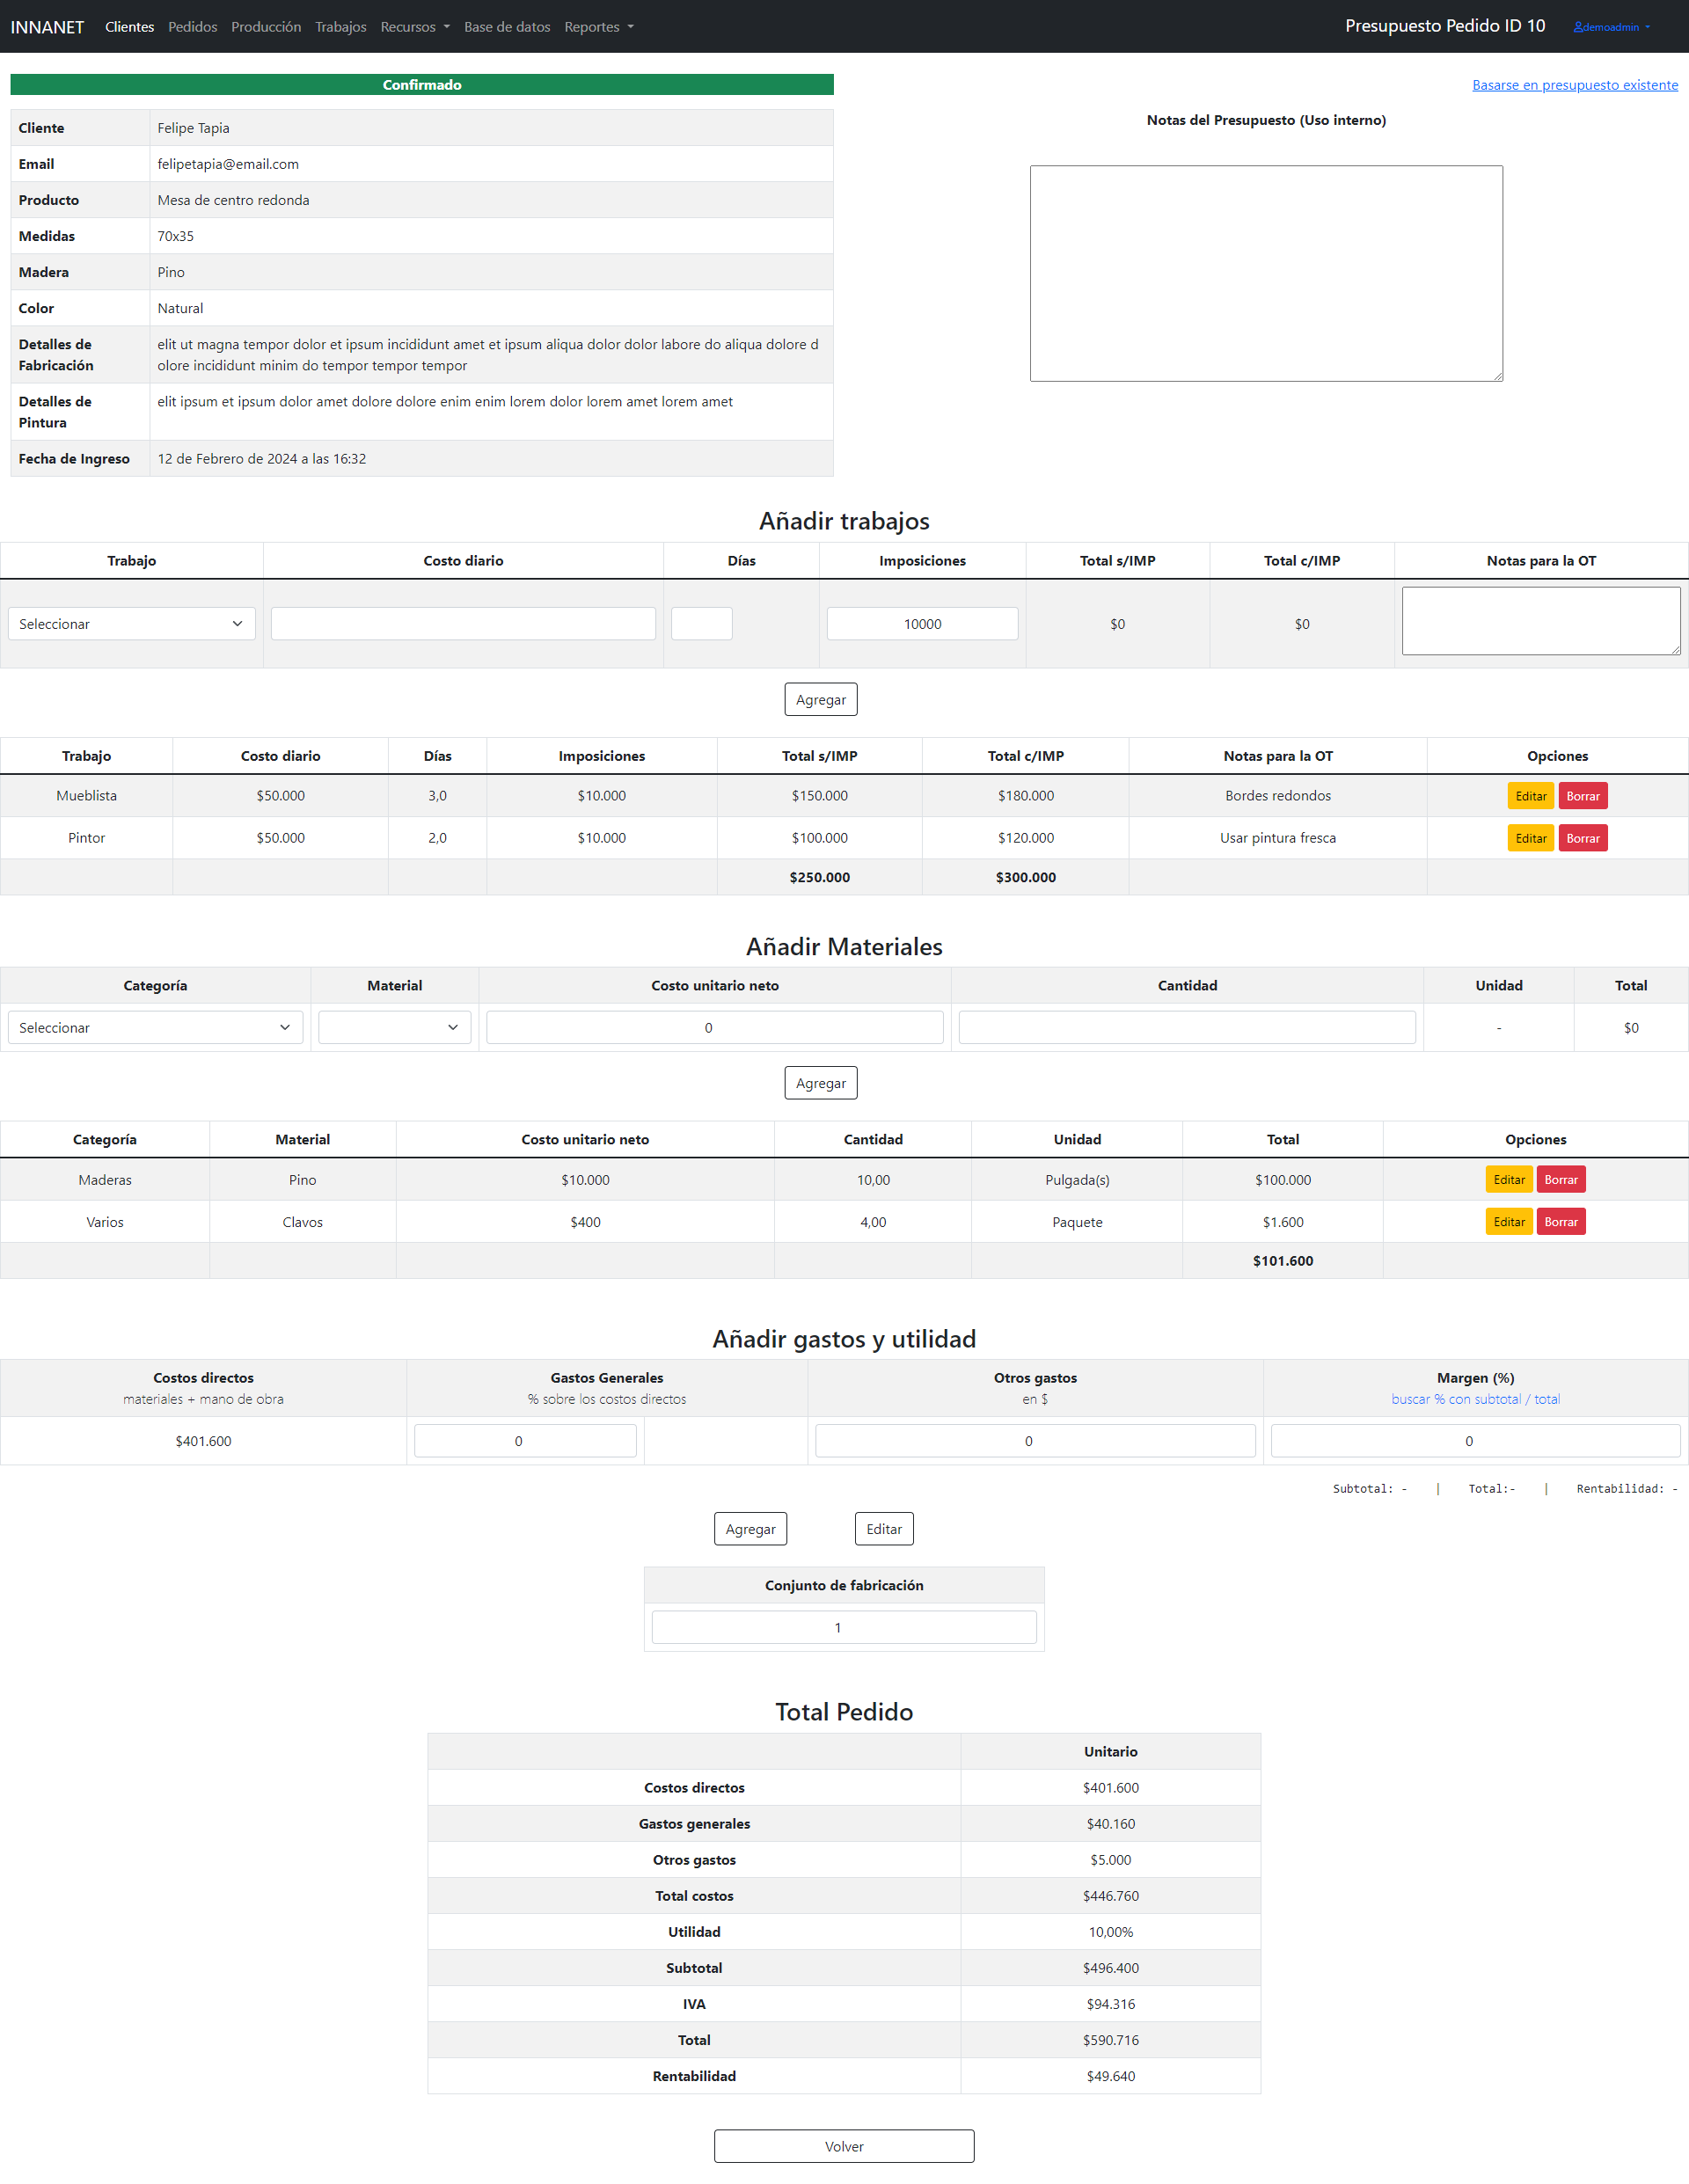 INNANET Clientes Pedidos Producción Trabajos Recursos Base de datos Reportes Presupuesto Pedido ID 10 demoadmin
Confirmado
Basarse en presupuesto existente
Cliente Felipe Tapia
Email felipetapia@email.com
Producto Mesa de centro redonda
Medidas 70x35
Madera Pino
Color Natural
Detalles de Fabricación
elit ut magna tempor dolor et ipsum incididunt amet et ipsum aliqua dolor dolor labore do aliqua dolore d
olore incididunt minim do tempor tempor tempor
Detalles de Pintura
elit ipsum et ipsum dolor amet dolore dolore enim enim lorem dolor lorem amet lorem amet
Fecha de Ingreso 12 de Febrero de 2024 a las 16:32
Notas del Presupuesto (Uso interno)
Añadir trabajos
Trabajo Costo diario Días Imposiciones Total s/IMP Total c/IMP Notas para la OT
Seleccionar 10000 $0 $0
Agregar
Trabajo Costo diario Días Imposiciones Total s/IMP Total c/IMP Notas para la OT Opciones
Mueblista $50.000 3,0 $10.000 $150.000 $180.000 Bordes redondos Editar Borrar
Pintor $50.000 2,0 $10.000 $100.000 $120.000 Usar pintura fresca Editar Borrar
$250.000 $300.000
Añadir Materiales
Categoría Material Costo unitario neto Cantidad Unidad Total
Seleccionar 0 - $0
Agregar
Categoría Material Costo unitario neto Cantidad Unidad Total Opciones
Maderas Pino $10.000 10,00 Pulgada(s) $100.000 Editar Borrar
Varios Clavos $400 4,00 Paquete $1.600 Editar Borrar
$101.600
Añadir gastos y utilidad
Costos directos Gastos Generales Otros gastos Margen (%)
materiales + mano de obra % sobre los costos directos en $ buscar % con subtotal / total
$401.600 0 0 0
Subtotal: - | Total:- | Rentabilidad: -
Agregar Editar
Conjunto de fabricación
1
Total Pedido
Unitario
Costos directos $401.600
Gastos generales $40.160
Otros gastos $5.000
Total costos $446.760
Utilidad 10,00%
Subtotal $496.400
IVA $94.316
Total $590.716
Rentabilidad $49.640
Volver